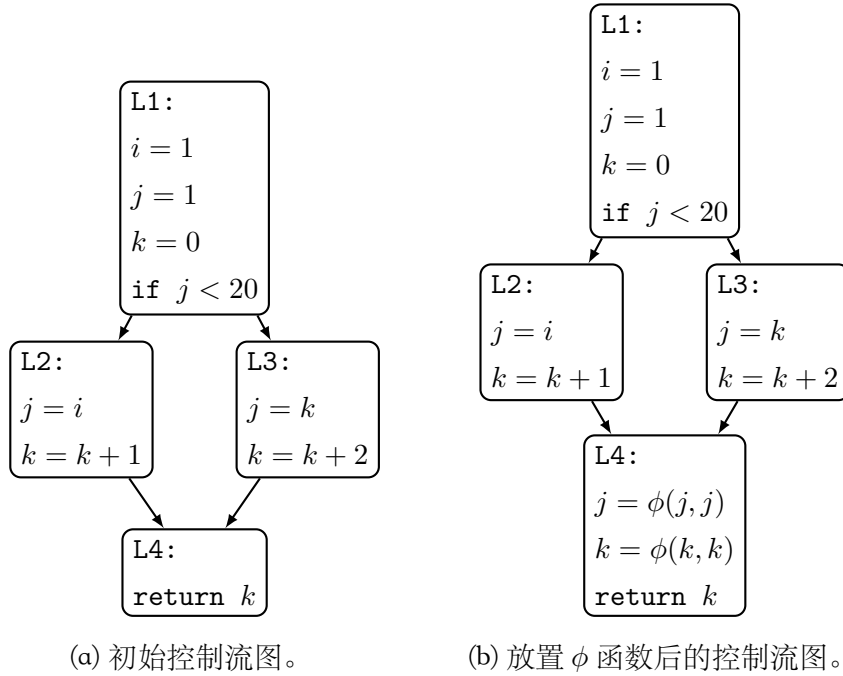 L1:
i = 1
j = 1
k = 0
if j < 20
L2:
j = i
k = k + 1
L3:
j = k
k = k + 2
L4:
return k
(a) 初始控制流图。
L1:
i = 1
j = 1
k = 0
if j < 20
L2:
j = i
k = k + 1
L3:
j = k
k = k + 2
L4:
j = ϕ(j, j)
k = ϕ(k, k)
return k
(b) 放置 ϕ 函数后的控制流图。